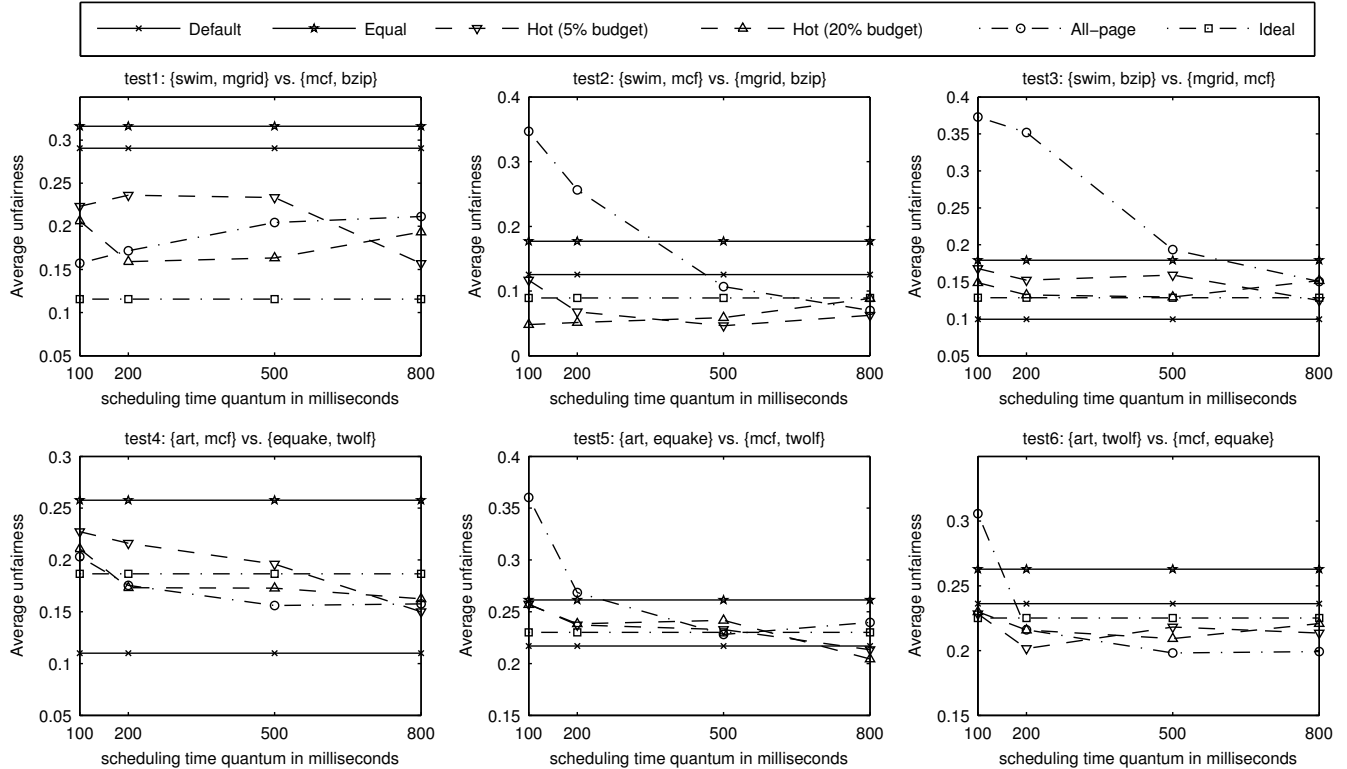 Default Equal Hot (5% budget) Hot (20% budget) All−page Ideal
test1: {swim, mgrid} vs. {mcf, bzip}
Average unfairness
0.3
0.25
0.2
0.15
0.1
0.05
100 200 500 800
scheduling time quantum in milliseconds
test2: {swim, mcf} vs. {mgrid, bzip}
Average unfairness
0.4
0.3
0.2
0.1
0
100 200 500 800
scheduling time quantum in milliseconds
test3: {swim, bzip} vs. {mgrid, mcf}
Average unfairness
0.4
0.35
0.3
0.25
0.2
0.15
0.1
0.05
100 200 500 800
scheduling time quantum in milliseconds
test4: {art, mcf} vs. {equake, twolf}
Average unfairness
0.3
0.25
0.2
0.15
0.1
0.05
100 200 500 800
scheduling time quantum in milliseconds
test5: {art, equake} vs. {mcf, twolf}
Average unfairness
0.4
0.35
0.3
0.25
0.2
0.15
100 200 500 800
scheduling time quantum in milliseconds
test6: {art, twolf} vs. {mcf, equake}
Average unfairness
0.3
0.25
0.2
0.15
100 200 500 800
scheduling time quantum in milliseconds